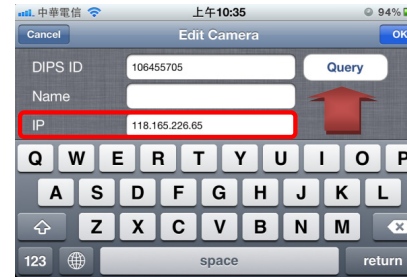 中華電信 上午10:35 94%
Cancel Edit Camera OK
DIPS ID 106455705 Query
Name
IP 118.165.226.65
Q W E R T Y U I O P
A S D F G H J K L
Z X C V B N M
123 space return